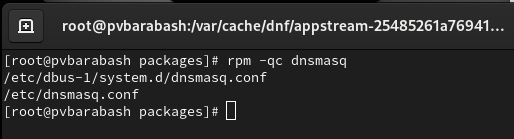 root@pvbarabash:/var/cache/dnf/appstream-25485261a76941...
[root@pvbarabash packages]# rpm -qc dnsmasq
/etc/dbus-1/system.d/dnsmasq.conf
/etc/dnsmasq.conf
[root@pvbarabash packages]#